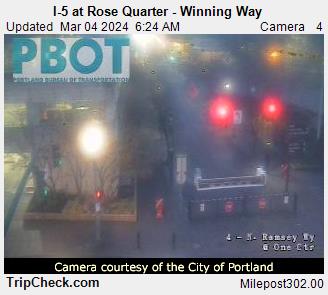 I-5 at Rose Quarter - Winning Way
Updated Mar 04 2024 6:24 AM Camera 4
PBOT
PORTLAND BUREAU OF TRANSPORTATION
4 - N. Ramsey Wy
@ One Ctr
Camera courtesy of the City of Portland
TripCheck.com Milepost302.00